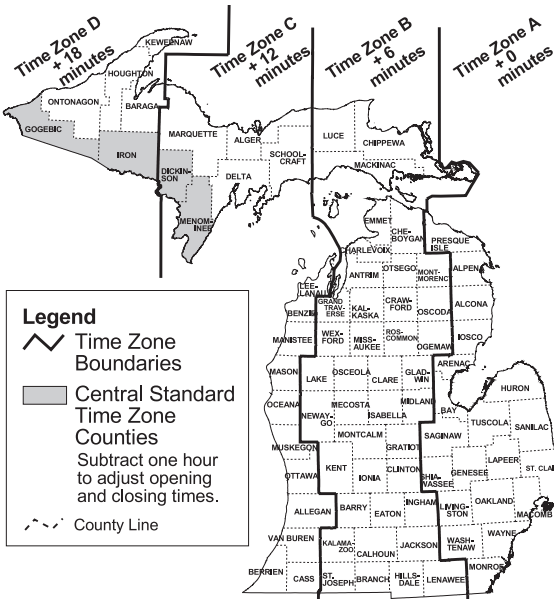 Time Zone D
+ 18
minutes
Time Zone C
+ 12
minutes
Time Zone B
+ 6
minutes
Time Zone A
+ 0
minutes
KEWEENAW
HOUGHTON
ONTONAGON
BARAGA
GOGEBIC
IRON
MARQUETTE
ALGER
LUCE
CHIPPEWA
SCHOOL-
CRAFT
MACKINAC
DICKIN-
SON
DELTA
MENOM-
INEE
EMMET
CHE-
BOYGAN
PRESQUE
ISLE
CHARLEVOIX
ANTRIM
OTSEGO
MONT-
MORENCY
ALPENA
LEE-
LANAU
GRAND
TRAV-
ERSE
BENZIE
KAL-
KASKA
CRAW-
FORD
OSCODA
ALCONA
MANISTEE
WEX-
FORD
MISS-
AUKEE
ROS-
COMMON
OGEMAW
IOSCO
ARENAC
MASON
LAKE
OSCEOLA
CLARE
GLAD-
WIN
HURON
OCEANA
NEWAY-
GO
MECOSTA
ISABELLA
MIDLAND
BAY
TUSCOLA
SANILAC
MUSKEGON
MONTCALM
GRATIOT
SAGINAW
LAPEER
GENESEE
ST. CLAI
OTTAWA
KENT
IONIA
CLINTON
SHIA-
WASSEE
ALLEGAN
BARRY
EATON
INGHAM
LIVING-
STON
OAKLAND
MACOMB
VAN BUREN
KALAMA-
ZOO
CALHOUN
JACKSON
WASH-
TENAW
WAYNE
BERRIEN
CASS
ST.
JOSEPH
BRANCH
HILLS-
DALE
LENAWEE
MONROE
Legend
Time Zone
Boundaries
Central Standard
Time Zone
Counties
Subtract one hour
to adjust opening
and closing times.
County Line